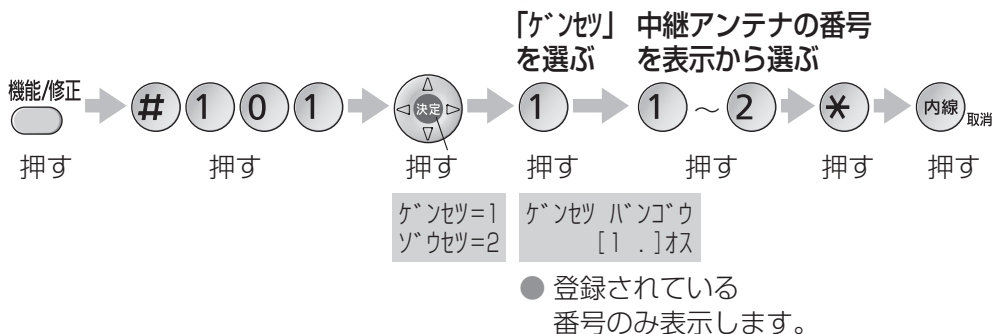 「ｹﾞﾝｾﾂ」 中継アンテナの番号
を選ぶ を表示から選ぶ
機能/修正
# 1 0 1 決定 1 1 ～ 2 * 内線 取消
押す 押す 押す 押す 押す 押す 押す
ｹﾞﾝｾﾂ=1 ｹﾞﾝｾﾂ ﾊﾞﾝｺﾞｳ
ｿﾞｳｾﾂ=2 [1 .]ｵｽ
● 登録されている
番号のみ表示します。